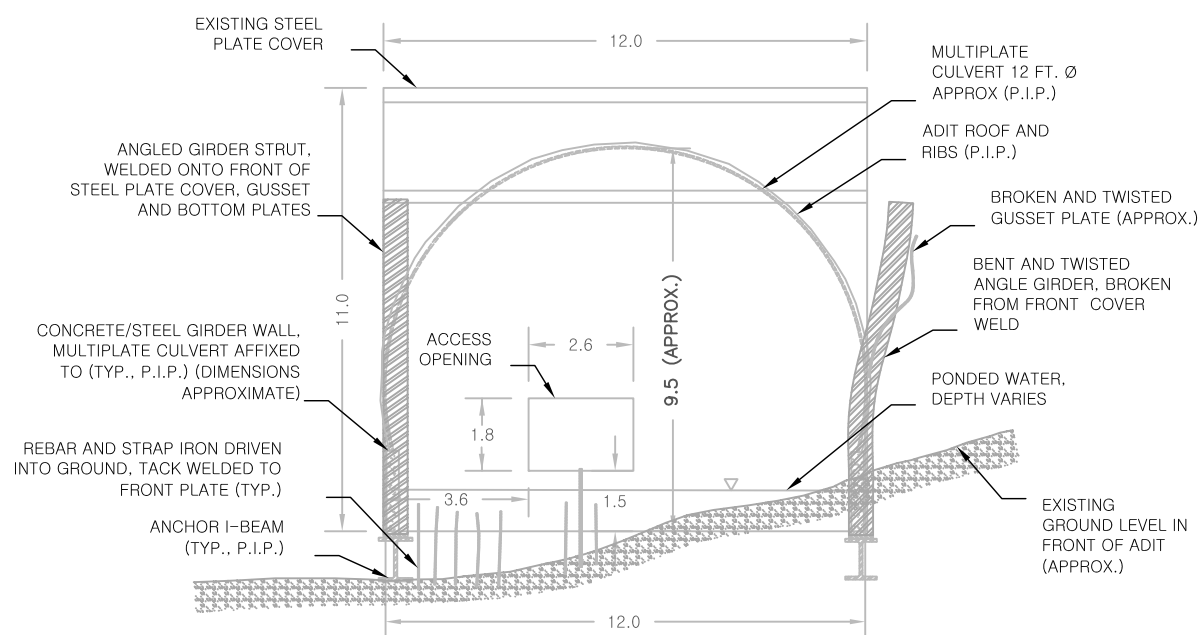 EXISTING STEEL
PLATE COVER
12.0
MULTIPLATE
CULVERT 12 FT. Ø
APPROX (P.I.P.)
ADIT ROOF AND
RIBS (P.I.P.)
ANGLED GIRDER STRUT,
WELDED ONTO FRONT OF
STEEL PLATE COVER, GUSSET
AND BOTTOM PLATES
BROKEN AND TWISTED
GUSSET PLATE (APPROX.)
BENT AND TWISTED
ANGLE GIRDER, BROKEN
FROM FRONT COVER
WELD
11.0
9.5 (APPROX.)
CONCRETE/STEEL GIRDER WALL,
MULTIPLATE CULVERT AFFIXED
TO (TYP., P.I.P.) (DIMENSIONS
APPROXIMATE)
ACCESS
OPENING
2.6
1.8
PONDED WATER,
DEPTH VARIES
REBAR AND STRAP IRON DRIVEN
INTO GROUND, TACK WELDED TO
FRONT PLATE (TYP.)
3.6
1.5
ANCHOR I-BEAM
(TYP., P.I.P.)
EXISTING
GROUND LEVEL IN
FRONT OF ADIT
(APPROX.)
12.0